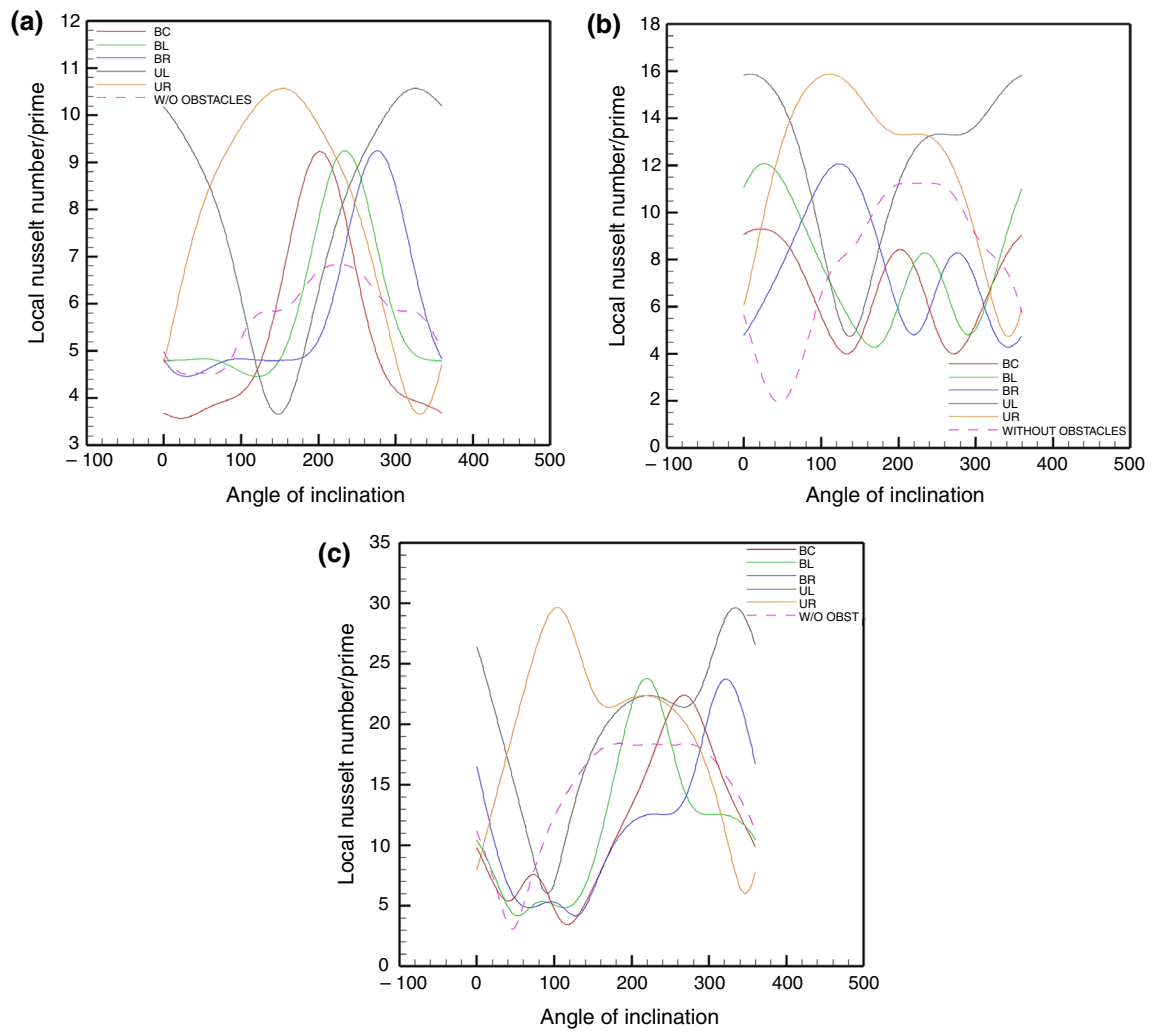 (a)
12
11
10
9
8
7
6
5
4
3
Local nusselt number/prime
BC
BL
BR
UL
UR
W/O OBSTACLES
– 100
0
100
200
300
400
500
Angle of inclination
(b)
18
16
14
12
10
8
6
4
2
0
Local nusselt number/prime
BC
BL
BR
UL
UR
WITHOUT OBSTACLES
– 100
0
100
200
300
400
500
Angle of inclination
(c)
35
30
25
20
15
10
5
0
Local nusselt number/prime
BC
BL
BR
UL
UR
W/O OBST
– 100
0
100
200
300
400
500
Angle of inclination